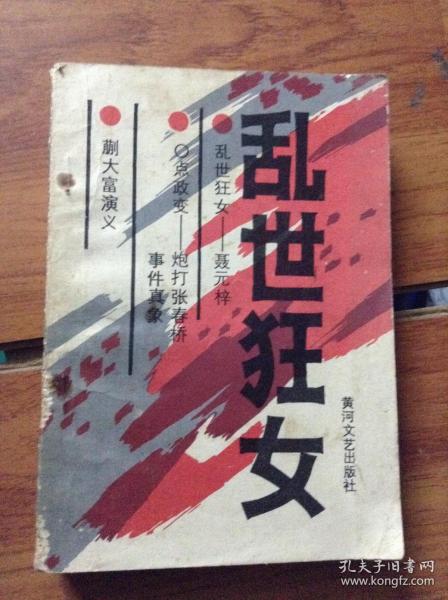 乱世狂女
乱世狂女——聂元梓
〇点政变——炮打张春桥
事件真象
蒯大富演义
黄河文艺出版社
孔夫子旧书网
www.kongfz.com